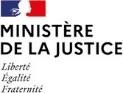 MINISTÈRE
DE LA JUSTICE
Liberté
Égalité
Fraternité